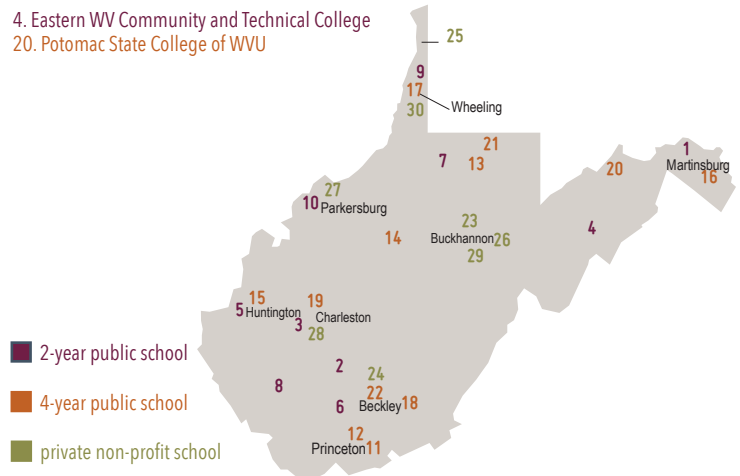 4. Eastern WV Community and Technical College
20. Potomac State College of WVU
25
9
17
Wheeling
30
21
7
13
1
Martinsburg
20
16
27
10 Parkersburg
23
4
14
Buckhannon 26
29
15
19
5 Huntington
Charleston
3
28
2-year public school
2
24
8
22
4-year public school
6
Beckley 18
12
Princeton 11
private non-profit school